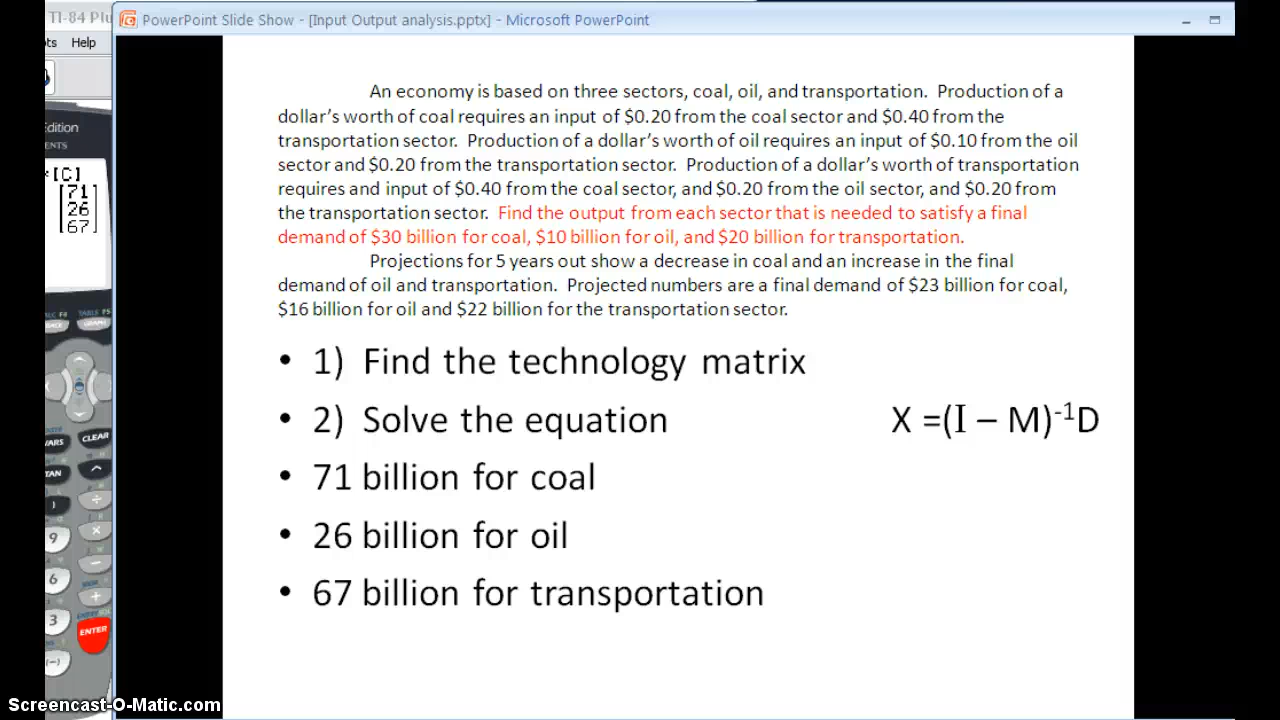 TI-84 Plu
PowerPoint Slide Show - [Input Output analysis.pptx] - Microsoft PowerPoint
pts Help
Edition
ENTS
*[C]
[71]
[26]
[67]
An economy is based on three sectors, coal, oil, and transportation. Production of a
dollar's worth of coal requires an input of $0.20 from the coal sector and $0.40 from the
transportation sector. Production of a dollar's worth of oil requires an input of $0.10 from the oil
sector and $0.20 from the transportation sector. Production of a dollar's worth of transportation
requires and input of $0.40 from the coal sector, and $0.20 from the oil sector, and $0.20 from
the transportation sector. Find the output from each sector that is needed to satisfy a final
demand of $30 billion for coal, $10 billion for oil, and $20 billion for transportation.
Projections for 5 years out show a decrease in coal and an increase in the final
demand of oil and transportation. Projected numbers are a final demand of $23 billion for coal,
$16 billion for oil and $22 billion for the transportation sector.
• 1) Find the technology matrix
• 2) Solve the equation X =(I – M)-1D
• 71 billion for coal
• 26 billion for oil
• 67 billion for transportation
VARS CLEAR
TAN ^
) ÷
9 ×
6 −
3 +
ENTER
(−)
Screencast-O-Matic.com